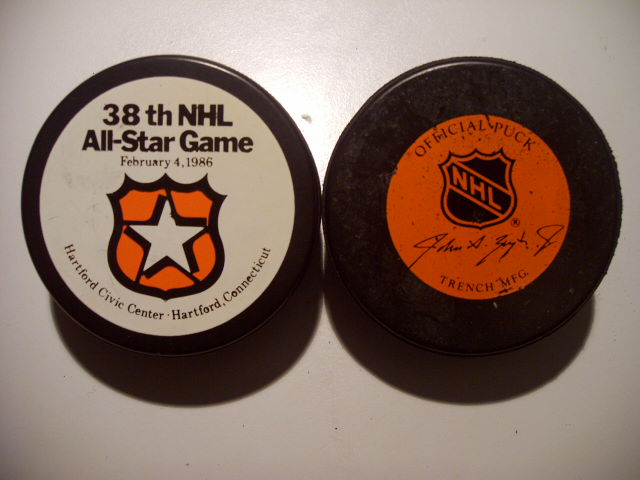 38 th NHL
All-Star Game
February 4, 1986
Hartford Civic Center · Hartford, Connecticut
OFFICIAL PUCK
NHL
®
TRENCH MFG.